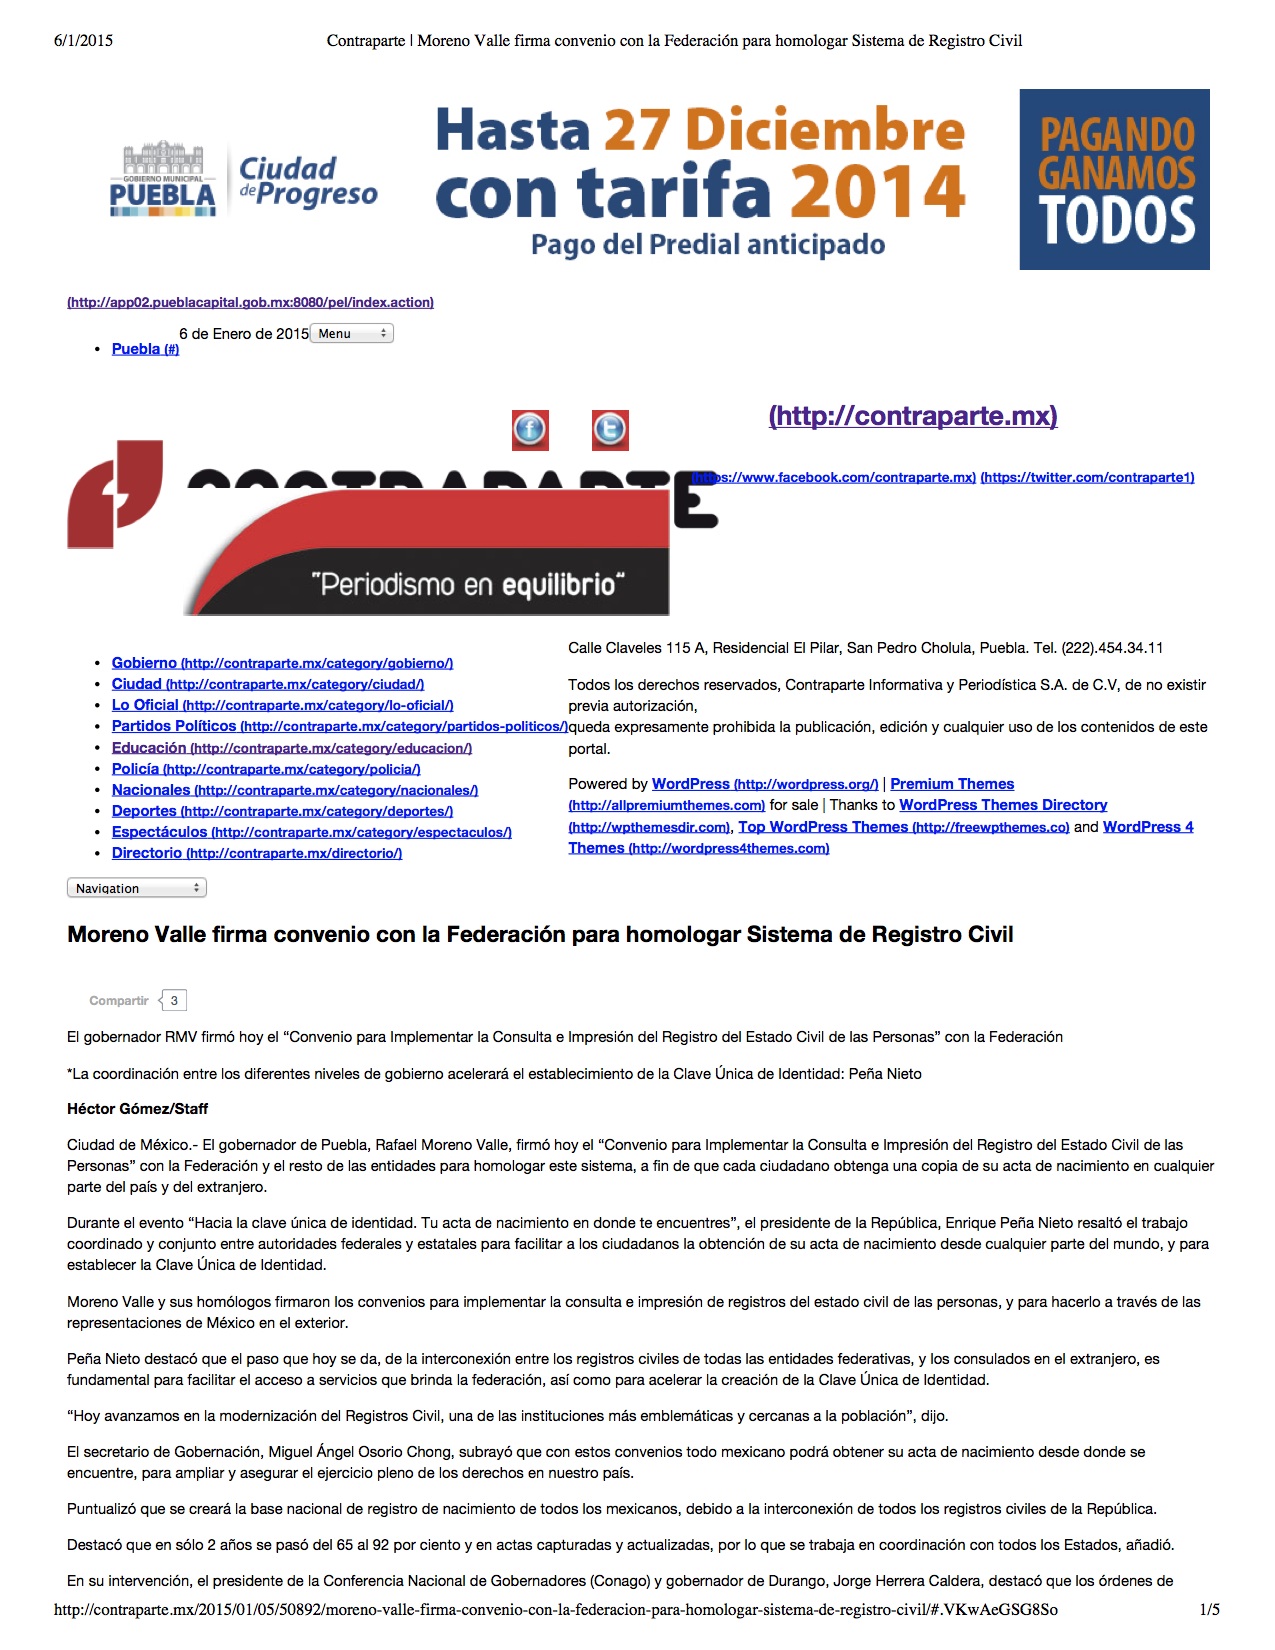 6/1/2015 Contraparte | Moreno Valle firma convenio con la Federación para homologar Sistema de Registro Civil
GOBIERNO MUNICIPAL
PUEBLA
Ciudad
de Progreso
Hasta 27 Diciembre
con tarifa 2014
Pago del Predial anticipado
PAGANDO
GANAMOS
TODOS
(http://app02.pueblacapital.gob.mx:8080/pel/index.action)
6 de Enero de 2015 Menu
• Puebla (#)
(http://contraparte.mx)
CONTRAPARTE
(https://www.facebook.com/contraparte.mx) (https://twitter.com/contraparte1)
"Periodismo en equilibrio"
• Gobierno (http://contraparte.mx/category/gobierno/)
• Ciudad (http://contraparte.mx/category/ciudad/)
• Lo Oficial (http://contraparte.mx/category/lo-oficial/)
• Partidos Políticos (http://contraparte.mx/category/partidos-politicos/)
• Educación (http://contraparte.mx/category/educacion/)
• Policía (http://contraparte.mx/category/policia/)
• Nacionales (http://contraparte.mx/category/nacionales/)
• Deportes (http://contraparte.mx/category/deportes/)
• Espectáculos (http://contraparte.mx/category/espectaculos/)
• Directorio (http://contraparte.mx/directorio/)
Calle Claveles 115 A, Residencial El Pilar, San Pedro Cholula, Puebla. Tel. (222).454.34.11
Todos los derechos reservados, Contraparte Informativa y Periodística S.A. de C.V, de no existir
previa autorización,
queda expresamente prohibida la publicación, edición y cualquier uso de los contenidos de este
portal.
Powered by WordPress (http://wordpress.org/) | Premium Themes
(http://allpremiumthemes.com) for sale | Thanks to WordPress Themes Directory
(http://wpthemesdir.com), Top WordPress Themes (http://freewpthemes.co) and WordPress 4
Themes (http://wordpress4themes.com)
Navigation
Moreno Valle firma convenio con la Federación para homologar Sistema de Registro Civil
Compartir 3
El gobernador RMV firmó hoy el “Convenio para Implementar la Consulta e Impresión del Registro del Estado Civil de las Personas” con la Federación
*La coordinación entre los diferentes niveles de gobierno acelerará el establecimiento de la Clave Única de Identidad: Peña Nieto
Héctor Gómez/Staff
Ciudad de México.- El gobernador de Puebla, Rafael Moreno Valle, firmó hoy el “Convenio para Implementar la Consulta e Impresión del Registro del Estado Civil de las
Personas” con la Federación y el resto de las entidades para homologar este sistema, a fin de que cada ciudadano obtenga una copia de su acta de nacimiento en cualquier
parte del país y del extranjero.
Durante el evento “Hacia la clave única de identidad. Tu acta de nacimiento en donde te encuentres”, el presidente de la República, Enrique Peña Nieto resaltó el trabajo
coordinado y conjunto entre autoridades federales y estatales para facilitar a los ciudadanos la obtención de su acta de nacimiento desde cualquier parte del mundo, y para
establecer la Clave Única de Identidad.
Moreno Valle y sus homólogos firmaron los convenios para implementar la consulta e impresión de registros del estado civil de las personas, y para hacerlo a través de las
representaciones de México en el exterior.
Peña Nieto destacó que el paso que hoy se da, de la interconexión entre los registros civiles de todas las entidades federativas, y los consulados en el extranjero, es
fundamental para facilitar el acceso a servicios que brinda la federación, así como para acelerar la creación de la Clave Única de Identidad.
“Hoy avanzamos en la modernización del Registros Civil, una de las instituciones más emblemáticas y cercanas a la población”, dijo.
El secretario de Gobernación, Miguel Ángel Osorio Chong, subrayó que con estos convenios todo mexicano podrá obtener su acta de nacimiento desde donde se
encuentre, para ampliar y asegurar el ejercicio pleno de los derechos en nuestro país.
Puntualizó que se creará la base nacional de registro de nacimiento de todos los mexicanos, debido a la interconexión de todos los registros civiles de la República.
Destacó que en sólo 2 años se pasó del 65 al 92 por ciento y en actas capturadas y actualizadas, por lo que se trabaja en coordinación con todos los Estados, añadió.
En su intervención, el presidente de la Conferencia Nacional de Gobernadores (Conago) y gobernador de Durango, Jorge Herrera Caldera, destacó que los órdenes de
http://contraparte.mx/2015/01/05/50892/moreno-valle-firma-convenio-con-la-federacion-para-homologar-sistema-de-registro-civil/#.VKwAeGSG8So 1/5